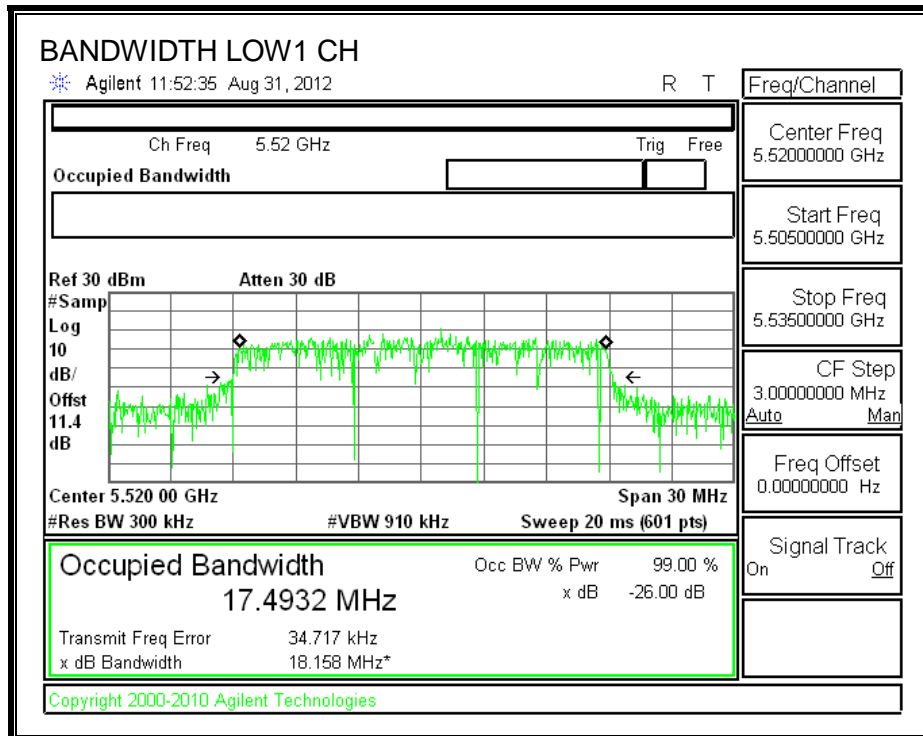 BANDWIDTH LOW1 CH
Agilent 11:52:35 Aug 31, 2012 R T
Freq/Channel
Ch Freq 5.52 GHz Trig Free
Occupied Bandwidth
Center Freq
5.52000000 GHz
Start Freq
5.50500000 GHz
Stop Freq
5.53500000 GHz
CF Step
3.00000000 MHz
Auto Man
Freq Offset
0.00000000 Hz
Signal Track
On Off
Ref 30 dBm Atten 30 dB
#Samp
Log
10
dB/
Offst
11.4
dB
Center 5.520 00 GHz Span 30 MHz
#Res BW 300 kHz #VBW 910 kHz Sweep 20 ms (601 pts)
Occupied Bandwidth Occ BW % Pwr 99.00 %
17.4932 MHz x dB -26.00 dB
Transmit Freq Error 34.717 kHz
x dB Bandwidth 18.158 MHz*
Copyright 2000-2010 Agilent Technologies